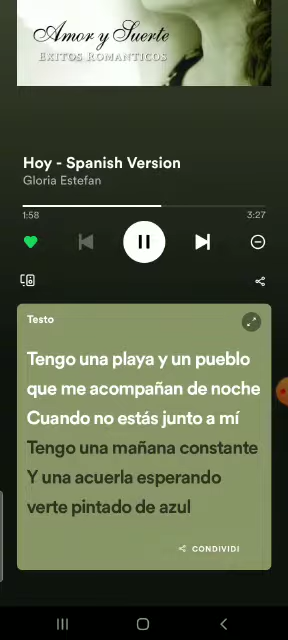 Amor y Suerte
EXITOS ROMANTICOS
Hoy - Spanish Version
Gloria Estefan
1:58
3:27
Testo
Tengo una playa y un pueblo
que me acompañan de noche
Cuando no estás junto a mí
Tengo una mañana constante
Y una acuerla esperando
verte pintado de azul
CONDIVIDI